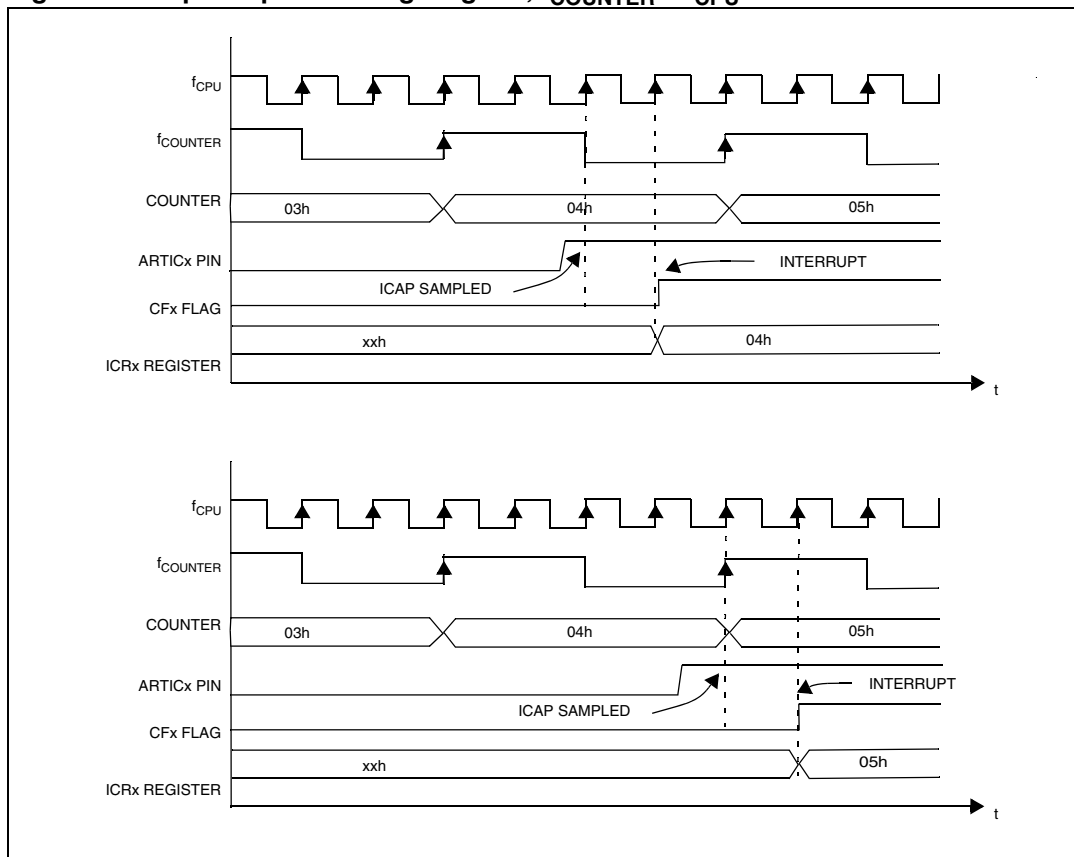 fCPU
fCOUNTER
COUNTER
03h
04h
05h
ARTICx PIN
ICAP SAMPLED
INTERRUPT
CFx FLAG
xxh
04h
ICRx REGISTER
t
fCPU
fCOUNTER
COUNTER
03h
04h
05h
ARTICx PIN
ICAP SAMPLED
INTERRUPT
CFx FLAG
xxh
05h
ICRx REGISTER
t